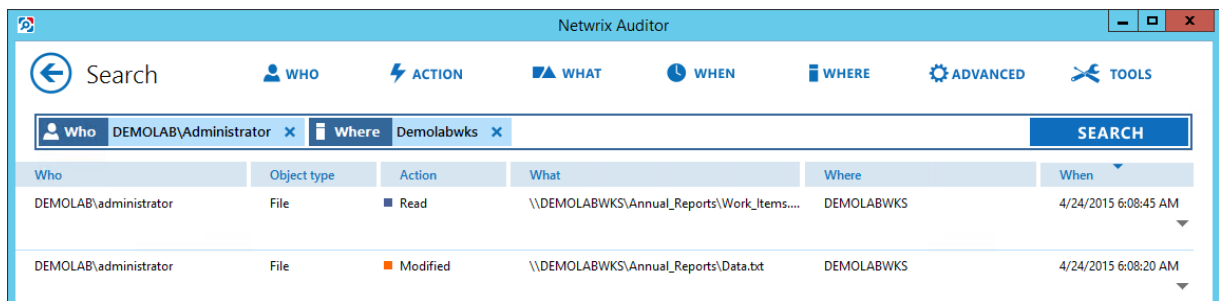 Netwrix Auditor
Search WHO ACTION WHAT WHEN WHERE ADVANCED TOOLS
Who DEMOLAB\Administrator x Where Demolabwks x SEARCH
Who Object type Action What Where When
DEMOLAB\administrator File Read \\DEMOLABWKS\Annual_Reports\Work_Items.... DEMOLABWKS 4/24/2015 6:08:45 AM
DEMOLAB\administrator File Modified \\DEMOLABWKS\Annual_Reports\Data.txt DEMOLABWKS 4/24/2015 6:08:20 AM